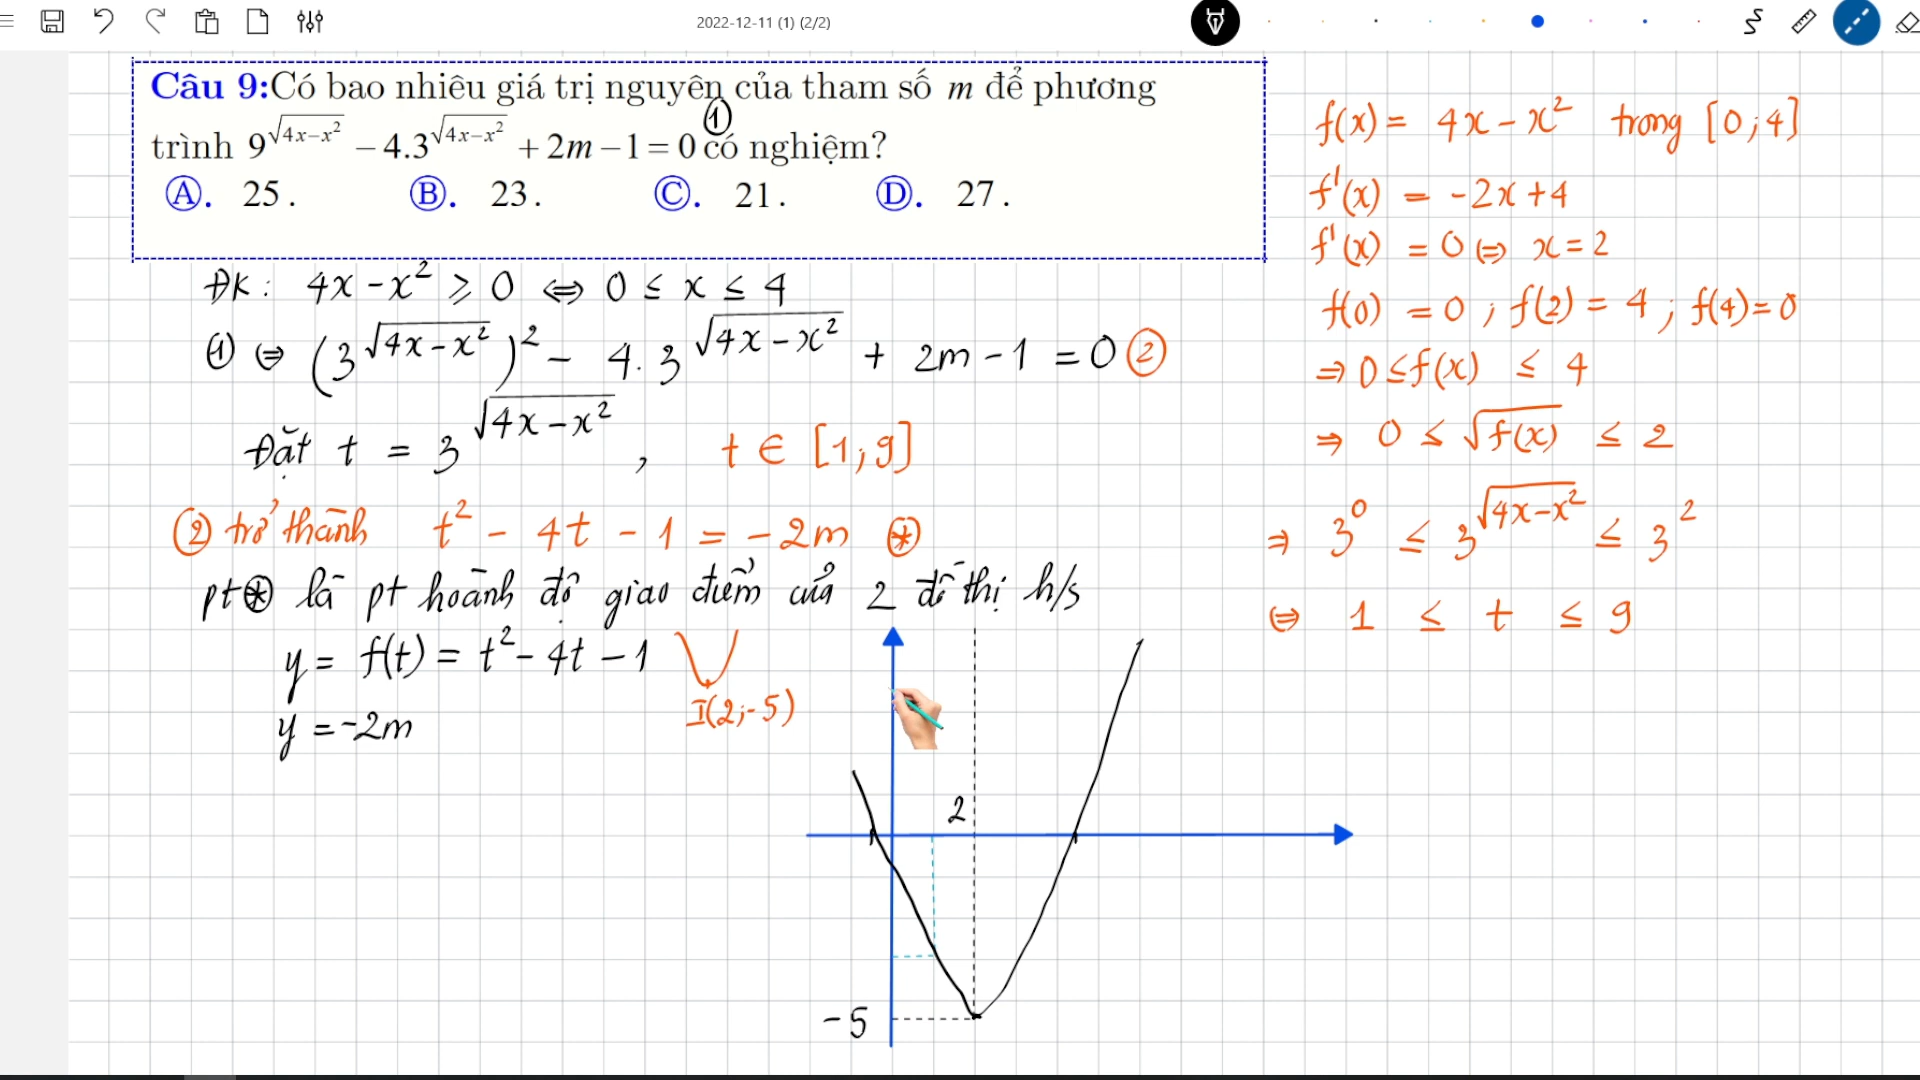 2022-12-11 (1) (2/2)
Câu 9:Có bao nhiêu giá trị nguyên của tham số m để phương
trình 9^√(4x−x²) − 4.3^√(4x−x²) + 2m − 1 = 0 ① có nghiệm?
Ⓐ. 25. Ⓑ. 23. Ⓒ. 21. Ⓓ. 27.
ĐK: 4x − x² ⩾ 0 ⇔ 0 ≤ x ≤ 4
① ⇔ (3^√(4x−x²))² − 4.3^√(4x−x²) + 2m − 1 = 0 ②
Đặt t = 3^√(4x−x²), t ∈ [1;9]
② trở thành t² − 4t − 1 = −2m ⊛
pt ⊛ là pt hoành độ giao điểm của 2 đồ thị h/s
y = f(t) = t² − 4t − 1
I(2;−5)
y = −2m
2
−5
f(x) = 4x − x² trong [0;4]
f'(x) = −2x+4
f'(x) = 0 ⇔ x = 2
f(0) = 0 ; f(2) = 4 ; f(4) = 0
⇒ 0 ≤ f(x) ≤ 4
⇒ 0 ≤ √f(x) ≤ 2
⇒ 3⁰ ≤ 3^√(4x−x²) ≤ 3²
⇔ 1 ≤ t ≤ 9